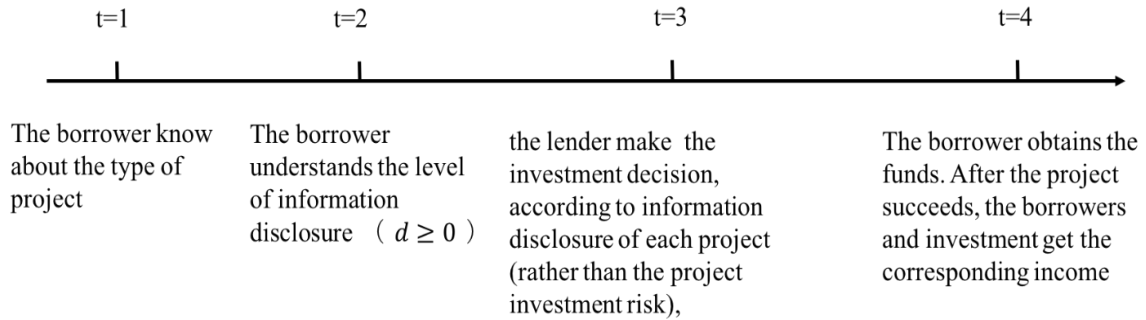 t=1
t=2
t=3
t=4
The borrower know
about the type of
project
The borrower
understands the level
of information
disclosure （ d ≥ 0 ）
the lender make the
investment decision,
according to information
disclosure of each project
(rather than the project
investment risk),
The borrower obtains the
funds. After the project
succeeds, the borrowers
and investment get the
corresponding income